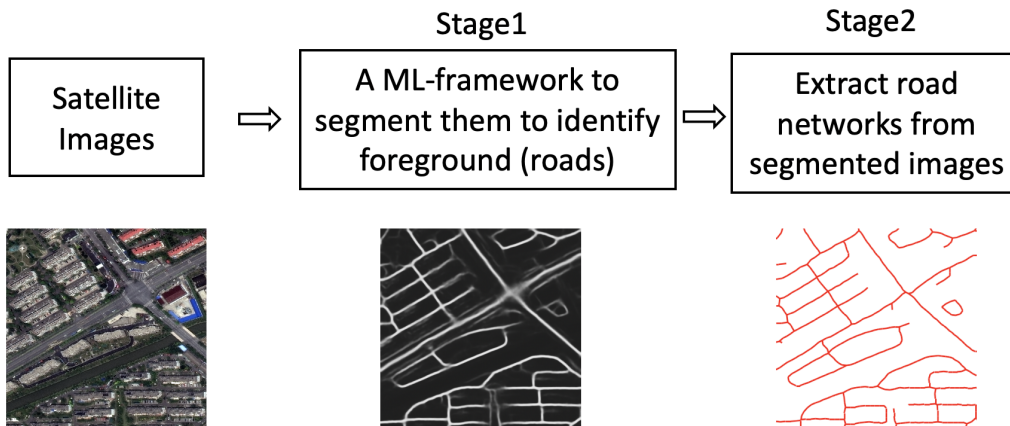 Stage1
Stage2
Satellite
Images
A ML-framework to
segment them to identify
foreground (roads)
Extract road
networks from
segmented images